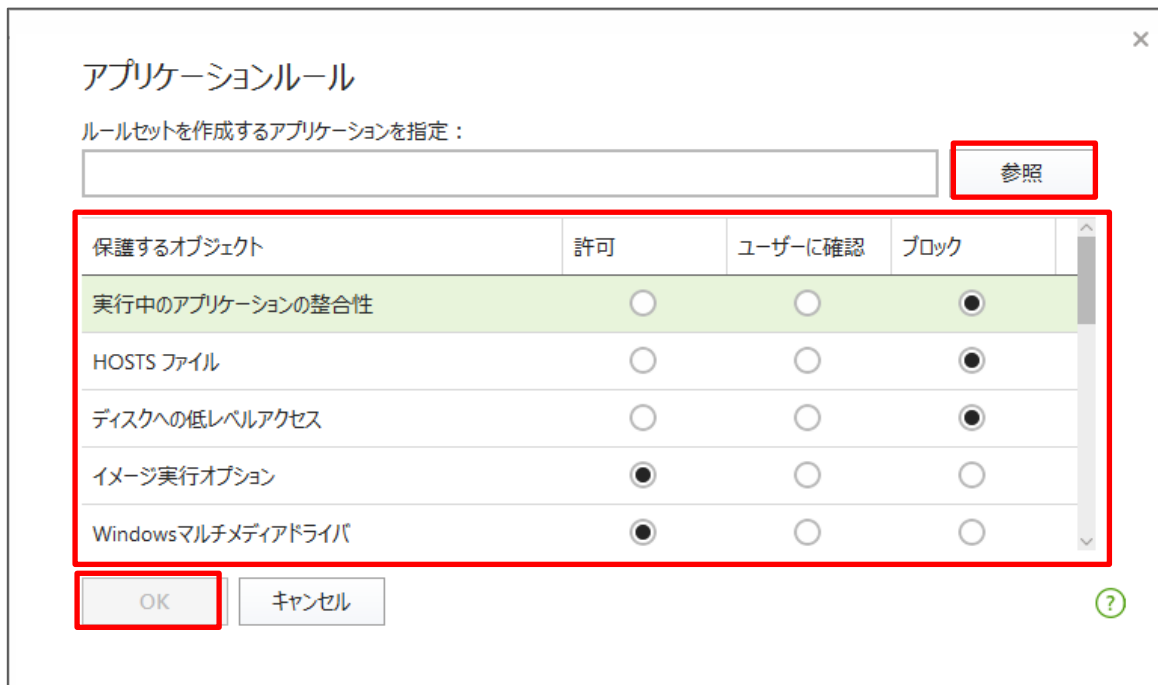 アプリケーションルール
ルールセットを作成するアプリケーションを指定：
参照
保護するオブジェクト 許可 ユーザーに確認 ブロック
実行中のアプリケーションの整合性
HOSTS ファイル
ディスクへの低レベルアクセス
イメージ実行オプション
Windowsマルチメディアドライバ
OK キャンセル ?